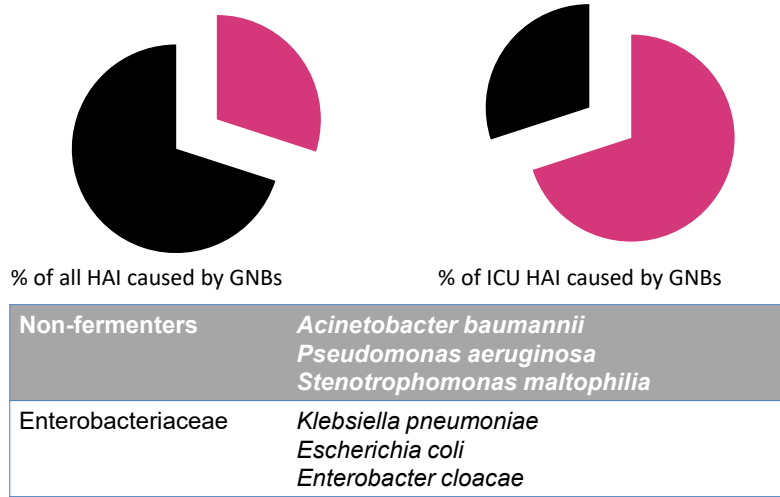 % of all HAI caused by GNBs
% of ICU HAI caused by GNBs
Non-fermenters
Acinetobacter baumannii
Pseudomonas aeruginosa
Stenotrophomonas maltophilia
Enterobacteriaceae
Klebsiella pneumoniae
Escherichia coli
Enterobacter cloacae